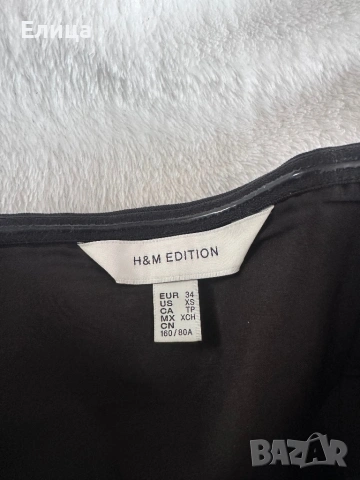 Елица
H&M EDITION
EUR 34
US XS
CA TP
MX XCH
CN
160/80A
BAZAR